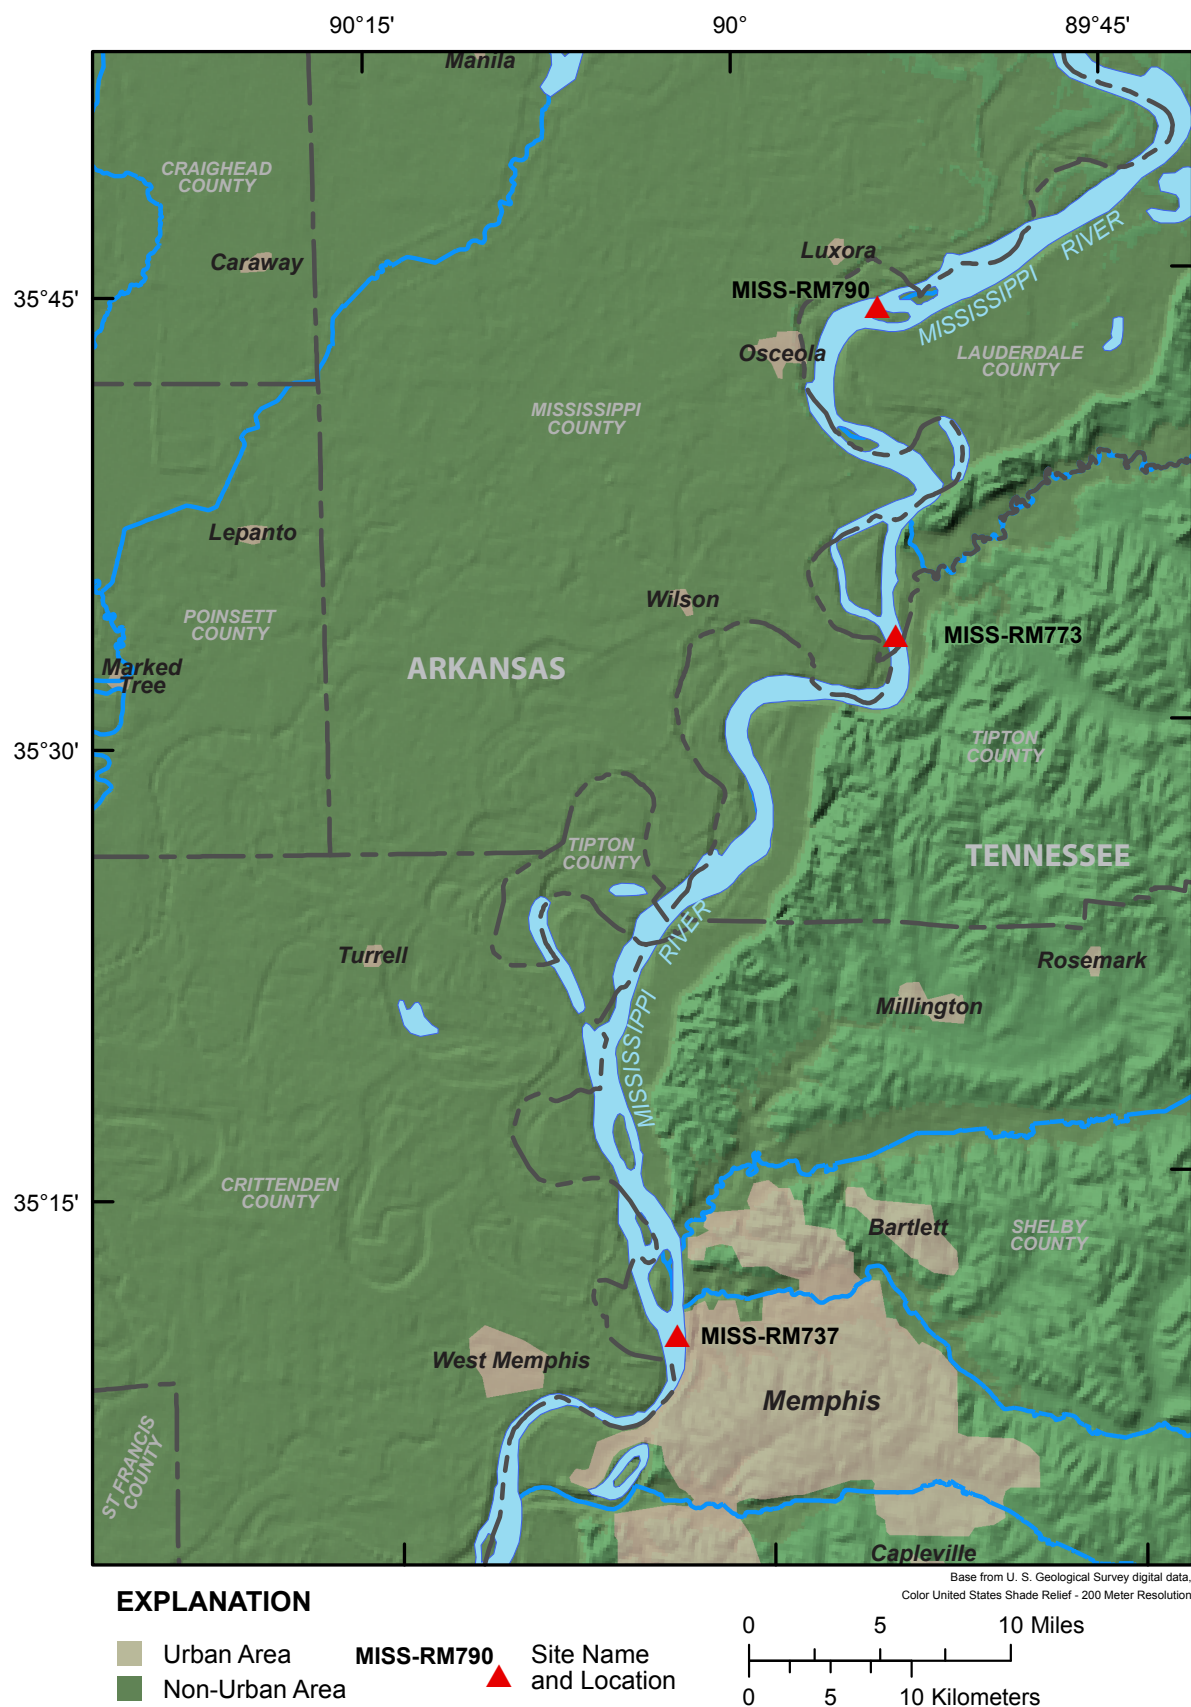 90°15'
90°
89°45'
Manila
CRAIGHEAD
COUNTY
Caraway
Luxora
MISSISSIPPI RIVER
35°45'
MISS-RM790
Osceola
LAUDERDALE
COUNTY
MISSISSIPPI
COUNTY
Lepanto
Wilson
POINSETT
COUNTY
MISS-RM773
Marked
Tree
ARKANSAS
35°30'
TIPTON
COUNTY
TIPTON
COUNTY
TENNESSEE
Turrell
MISSISSIPPI RIVER
Rosemark
Millington
CRITTENDEN
COUNTY
35°15'
Bartlett
SHELBY
COUNTY
MISS-RM737
West Memphis
Memphis
ST FRANCIS
COUNTY
Capleville
Base from U. S. Geological Survey digital data,
Color United States Shade Relief - 200 Meter Resolution
EXPLANATION
Urban Area
Non-Urban Area
MISS-RM790
Site Name
and Location
0 5 10 Miles
0 5 10 Kilometers